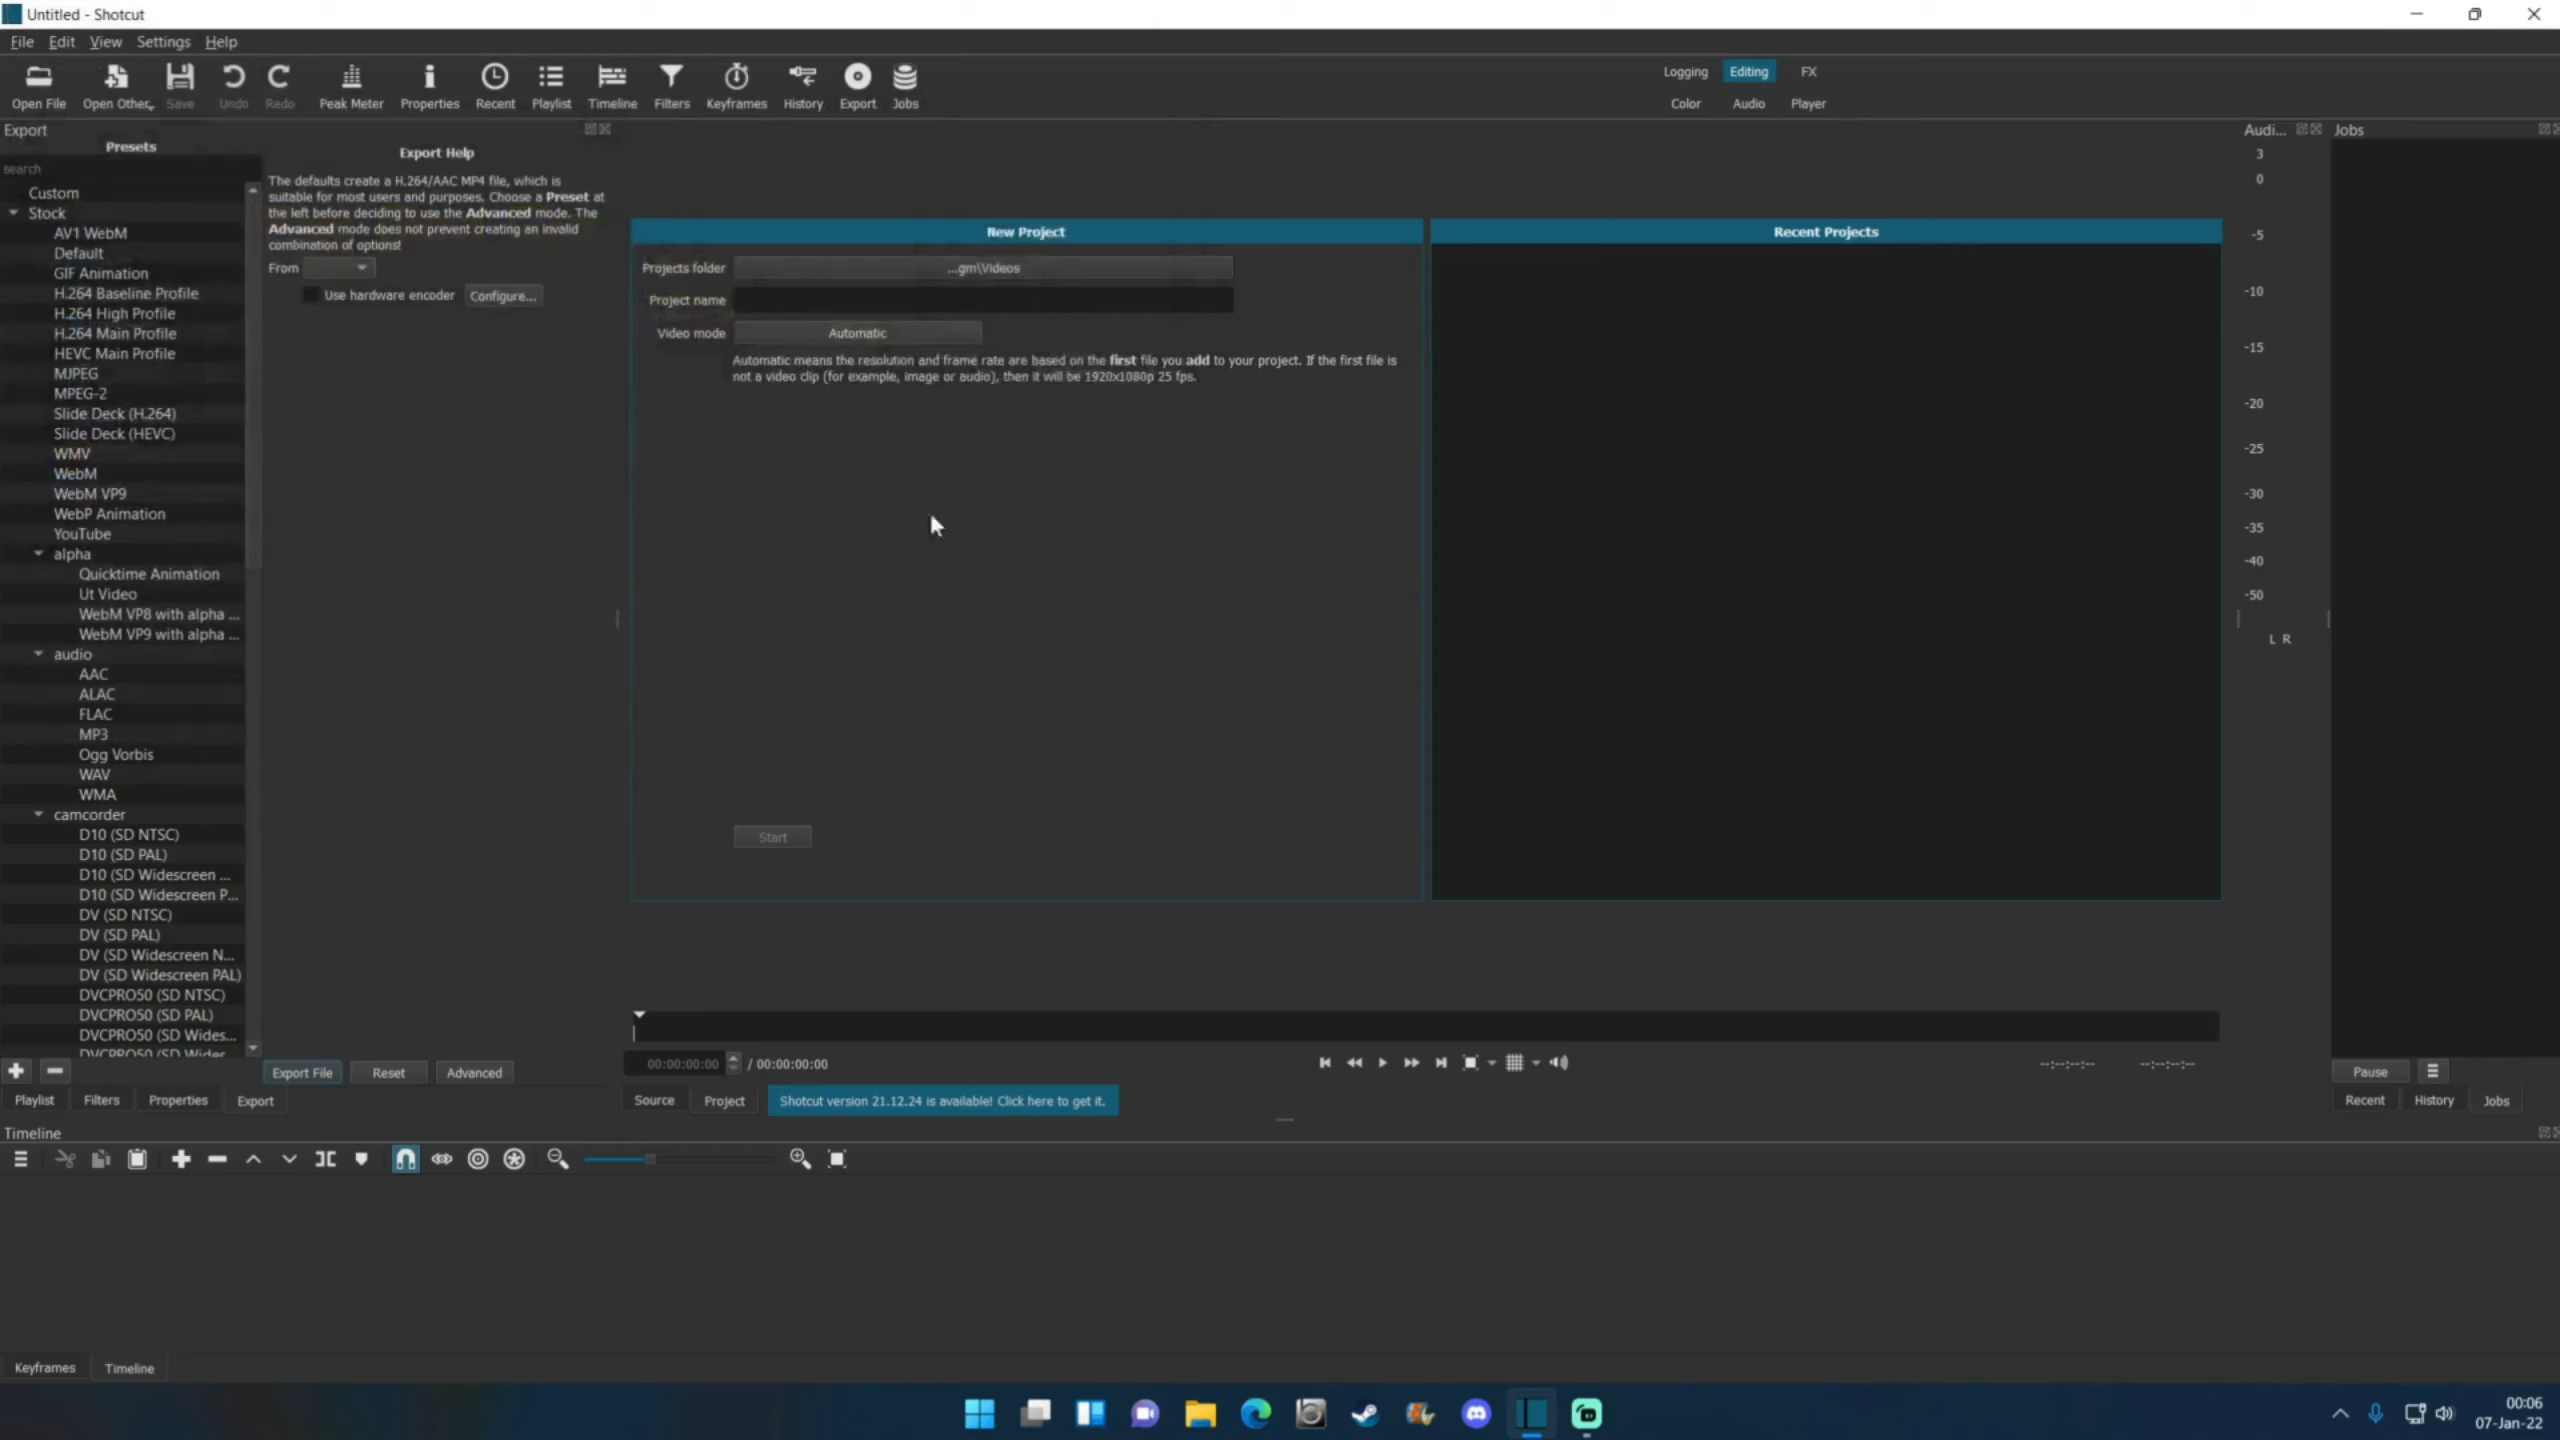 Untitled - Shotcut
File Edit View Settings Help
Open File Open Other... Save Undo Redo Peak Meter Properties Recent Playlist Timeline Filters Keyframes History Export Jobs
Logging Editing FX
Color Audio Player
Export
Presets
search
Custom
Stock
AV1 WebM
Default
GIF Animation
H.264 Baseline Profile
H.264 High Profile
H.264 Main Profile
HEVC Main Profile
MJPEG
MPEG-2
Slide Deck (H.264)
Slide Deck (HEVC)
WMV
WebM
WebM VP9
WebP Animation
YouTube
alpha
Quicktime Animation
Ut Video
WebM VP8 with alpha ...
WebM VP9 with alpha ...
audio
AAC
ALAC
FLAC
MP3
Ogg Vorbis
WAV
WMA
camcorder
D10 (SD NTSC)
D10 (SD PAL)
D10 (SD Widescreen ...
D10 (SD Widescreen P...
DV (SD NTSC)
DV (SD PAL)
DV (SD Widescreen N...
DV (SD Widescreen PAL)
DVCPRO50 (SD NTSC)
DVCPRO50 (SD PAL)
DVCPRO50 (SD Wides...
DVCPRO50 (SD Wides
Export Help
The defaults create a H.264/AAC MP4 file, which is
suitable for most users and purposes. Choose a Preset at
the left before deciding to use the Advanced mode. The
Advanced mode does not prevent creating an invalid
combination of options!
From
Use hardware encoder Configure...
Export File Reset Advanced
Playlist Filters Properties Export
New Project
Projects folder ...gm\Videos
Project name
Video mode Automatic
Automatic means the resolution and frame rate are based on the first file you add to your project. If the first file is
not a video clip (for example, image or audio), then it will be 1920x1080p 25 fps.
Start
Recent Projects
00:00:00:00 / 00:00:00:00
--:--:--:-- --:--:--:--
Source Project Shotcut version 21.12.24 is available! Click here to get it.
Audi...
3
0
-5
-10
-15
-20
-25
-30
-35
-40
-50
L R
Jobs
Pause
Recent History Jobs
Timeline
Keyframes Timeline
00:06
07-Jan-22